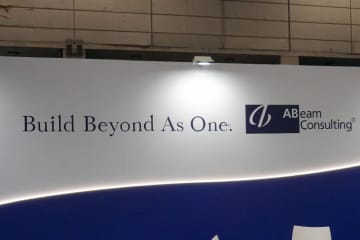 Build Beyond As One.
ABeam
Consulting®